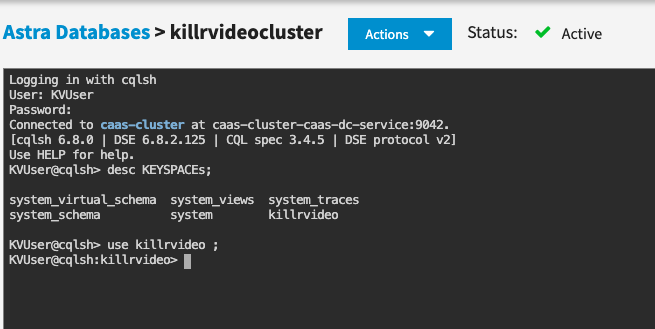 Astra Databases > killrvideocluster
Actions
Status:
Active
Logging in with cqlsh
User: KVUser
Password:
Connected to caas-cluster at caas-cluster-caas-dc-service:9042.
[cqlsh 6.8.0 | DSE 6.8.2.125 | CQL spec 3.4.5 | DSE protocol v2]
Use HELP for help.
KVUser@cqlsh> desc KEYSPACEs;
system_virtual_schema  system_views  system_traces
system_schema          system        killrvideo
KVUser@cqlsh> use killrvideo ;
KVUser@cqlsh:killrvideo>